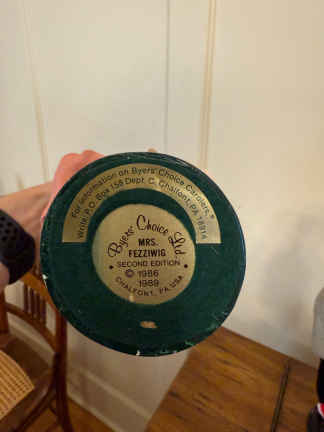 For information on Byers' Choice Carolers,®
Write P.O. Box 158 Dept. C, Chalfont, PA 18914
Byers' Choice Ltd.
MRS.
FEZZIWIG
• SECOND EDITION •
© 1986
1989
CHALFONT, PA USA